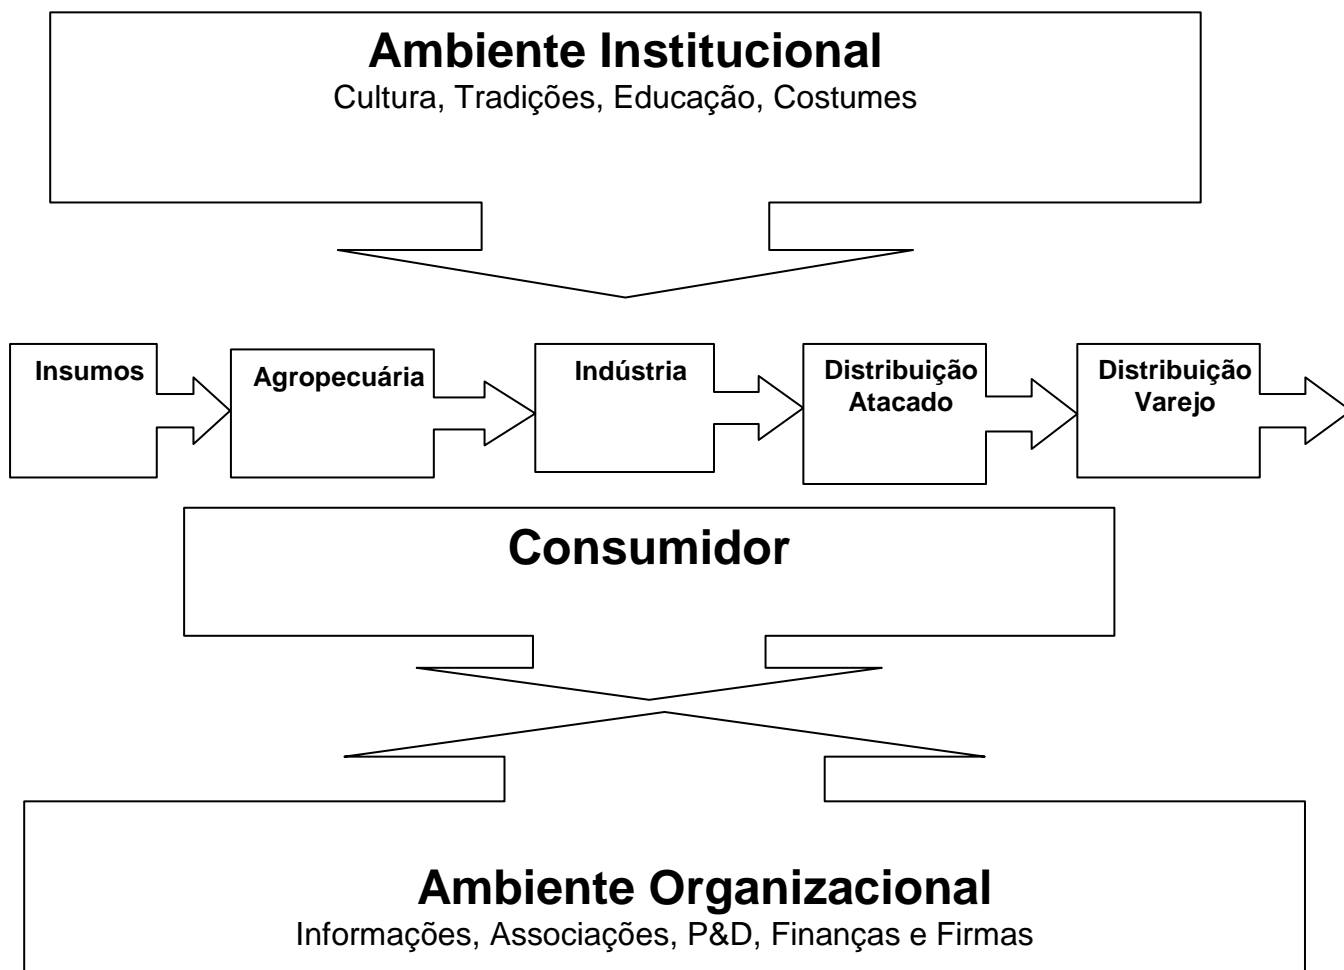 Ambiente Institucional
Cultura, Tradições, Educação, Costumes
Insumos
Agropecuária
Indústria
Distribuição
Atacado
Distribuição
Varejo
Consumidor
Ambiente Organizacional
Informações, Associações, P&D, Finanças e Firmas